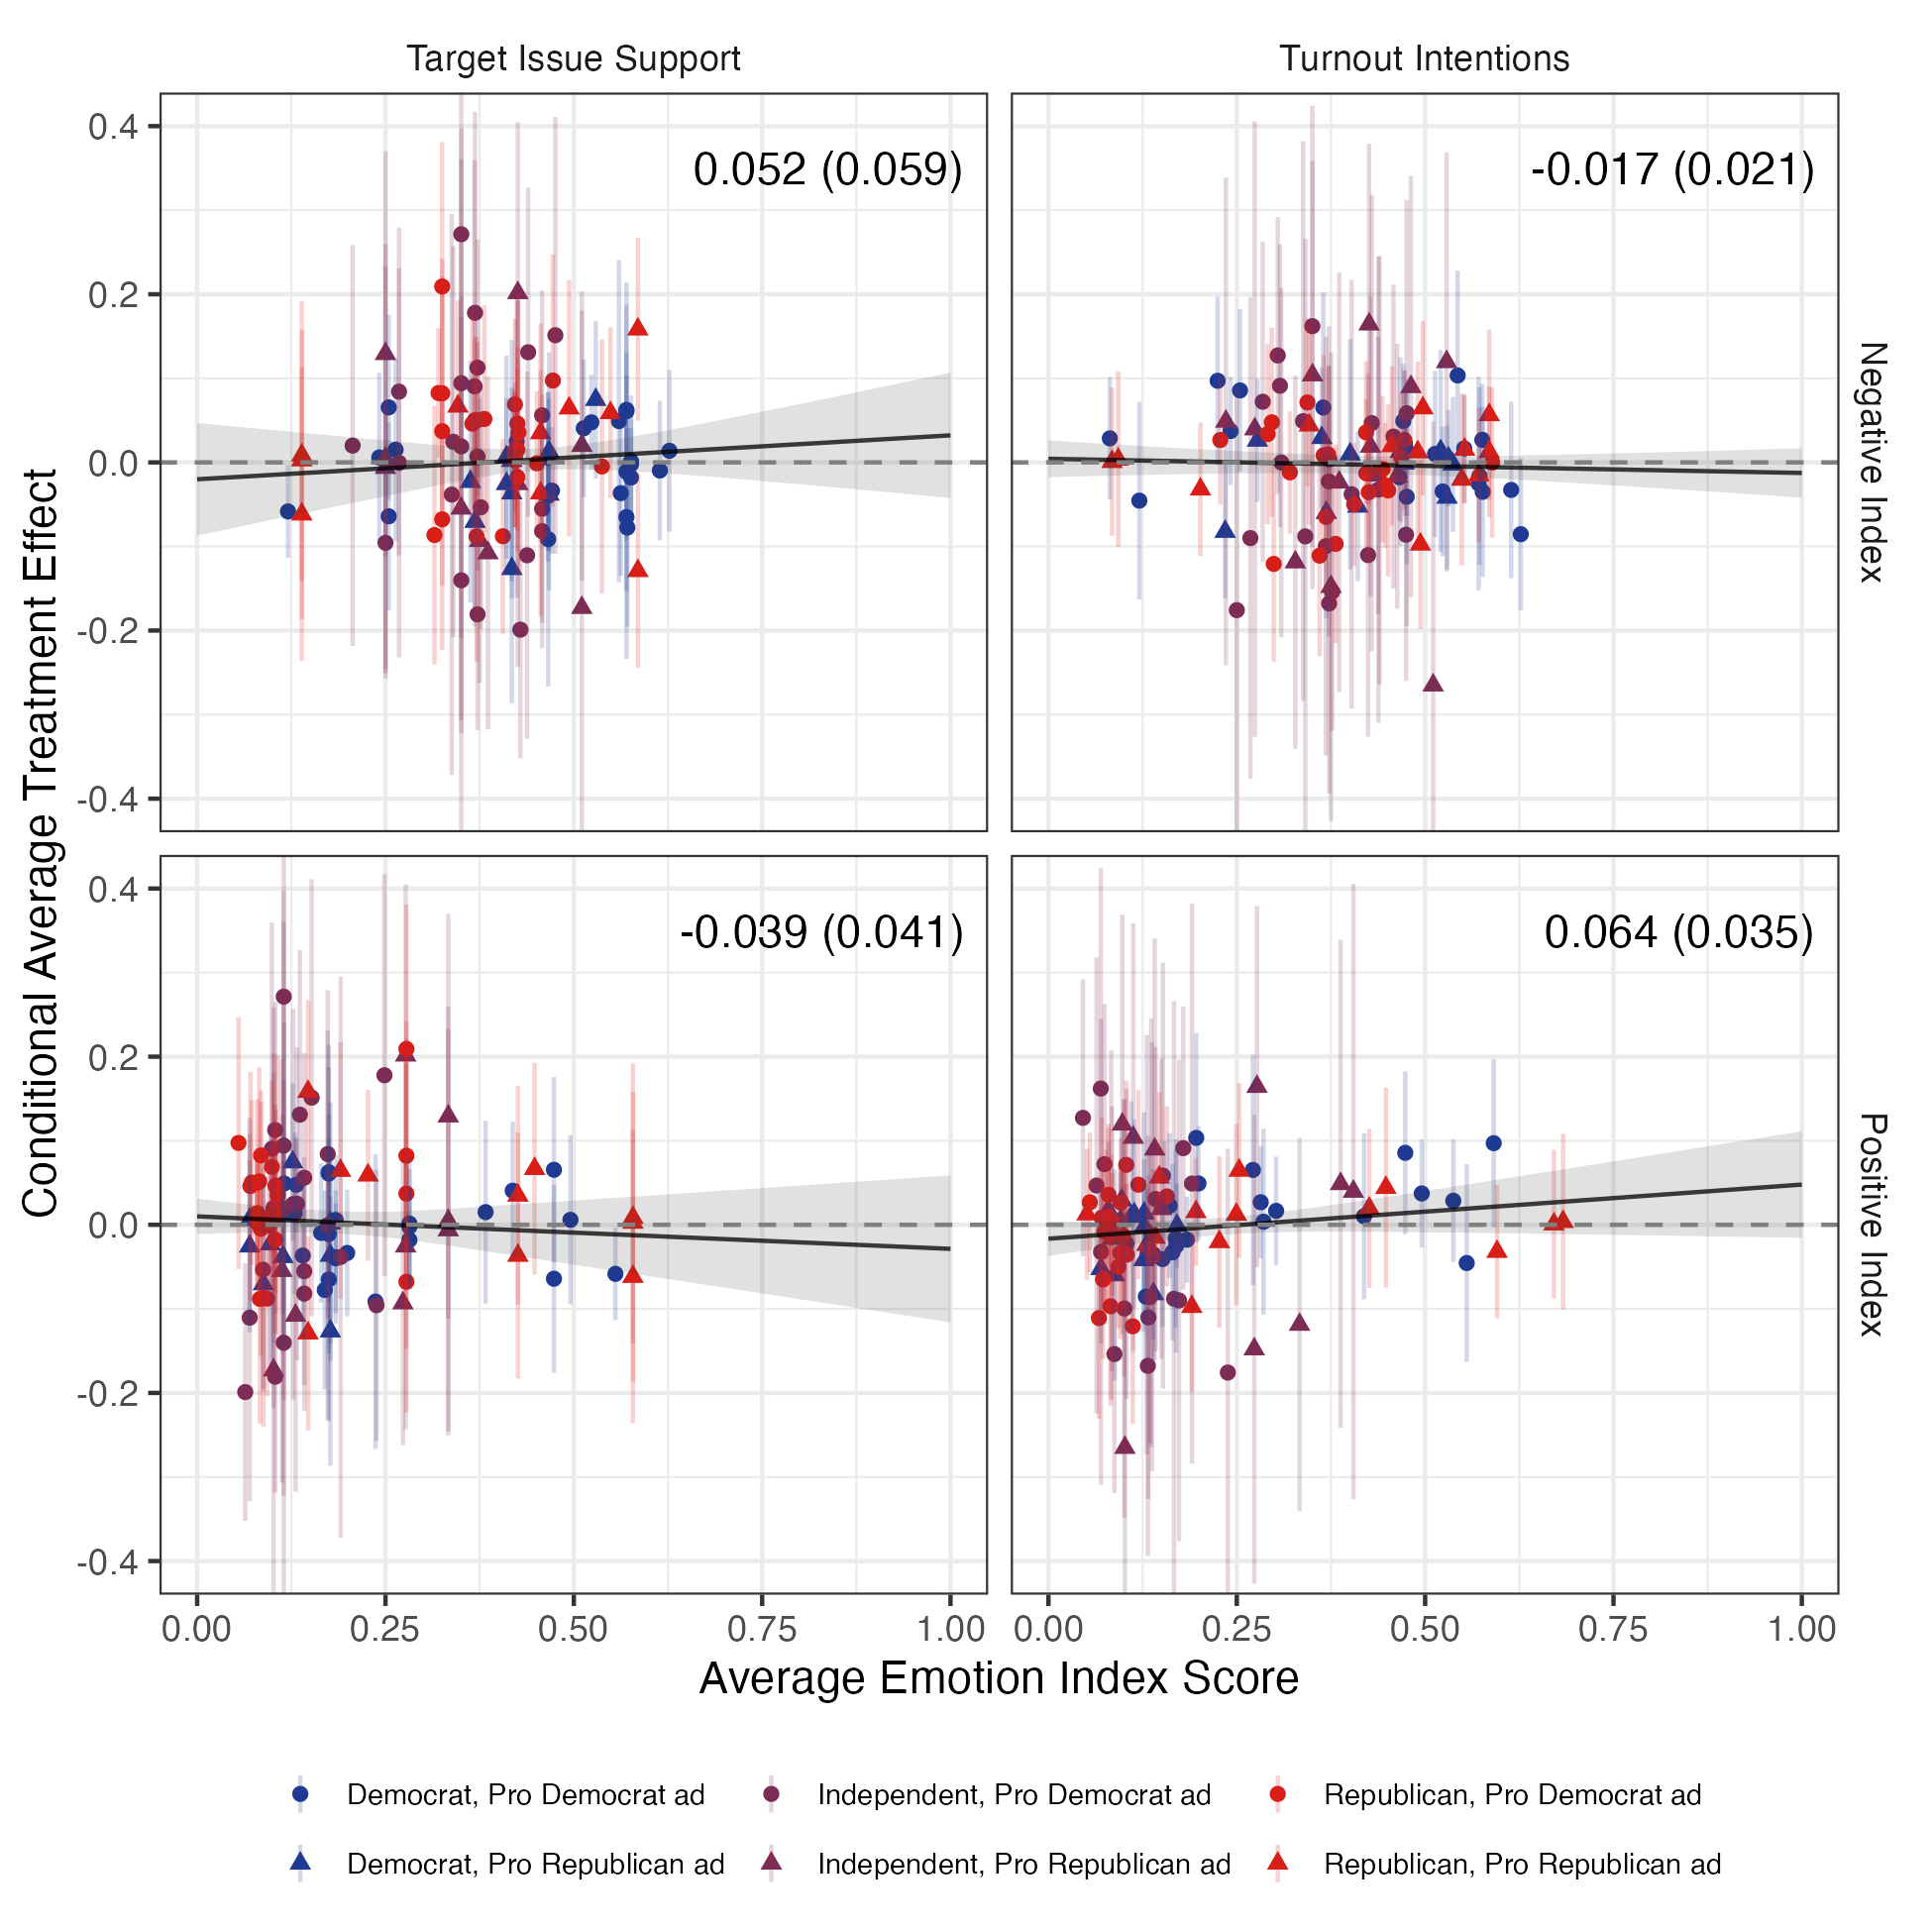 Target Issue Support
Turnout Intentions
Conditional Average Treatment Effect
0.4
0.2
0.0
-0.2
-0.4
0.052 (0.059)
-0.017 (0.021)
Negative Index
0.4
0.2
0.0
-0.2
-0.4
-0.039 (0.041)
0.064 (0.035)
Positive Index
0.00 0.25 0.50 0.75 1.00
0.00 0.25 0.50 0.75 1.00
Average Emotion Index Score
Democrat, Pro Democrat ad
Independent, Pro Democrat ad
Republican, Pro Democrat ad
Democrat, Pro Republican ad
Independent, Pro Republican ad
Republican, Pro Republican ad